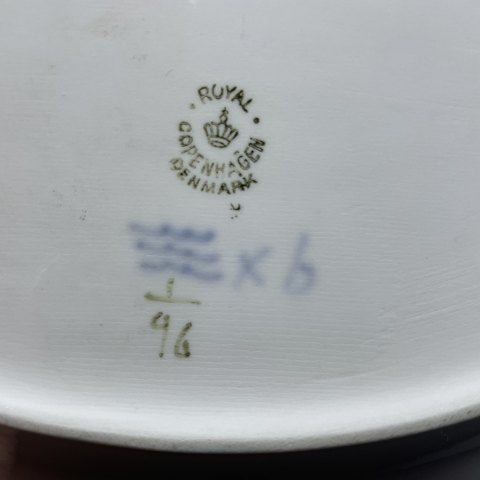 ROYAL
COPENHAGEN
DENMARK
x 6
1
96